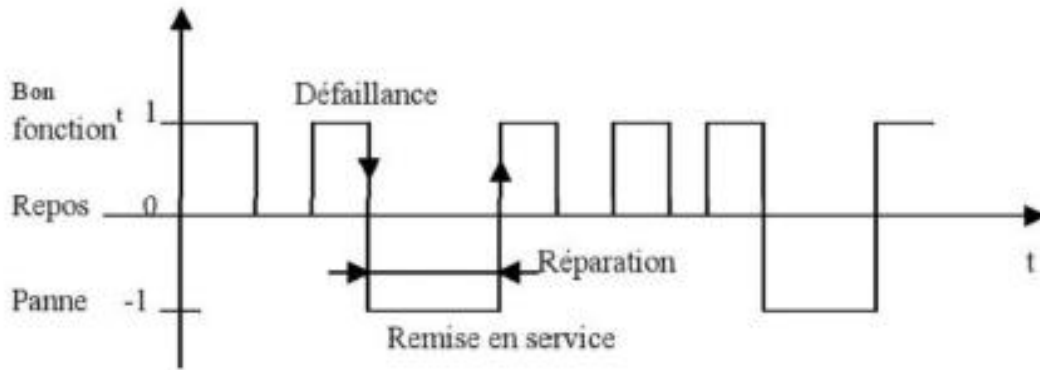 Bon
fonctionᵗ 1
Défaillance
Repos 0
Réparation
t
Panne -1
Remise en service